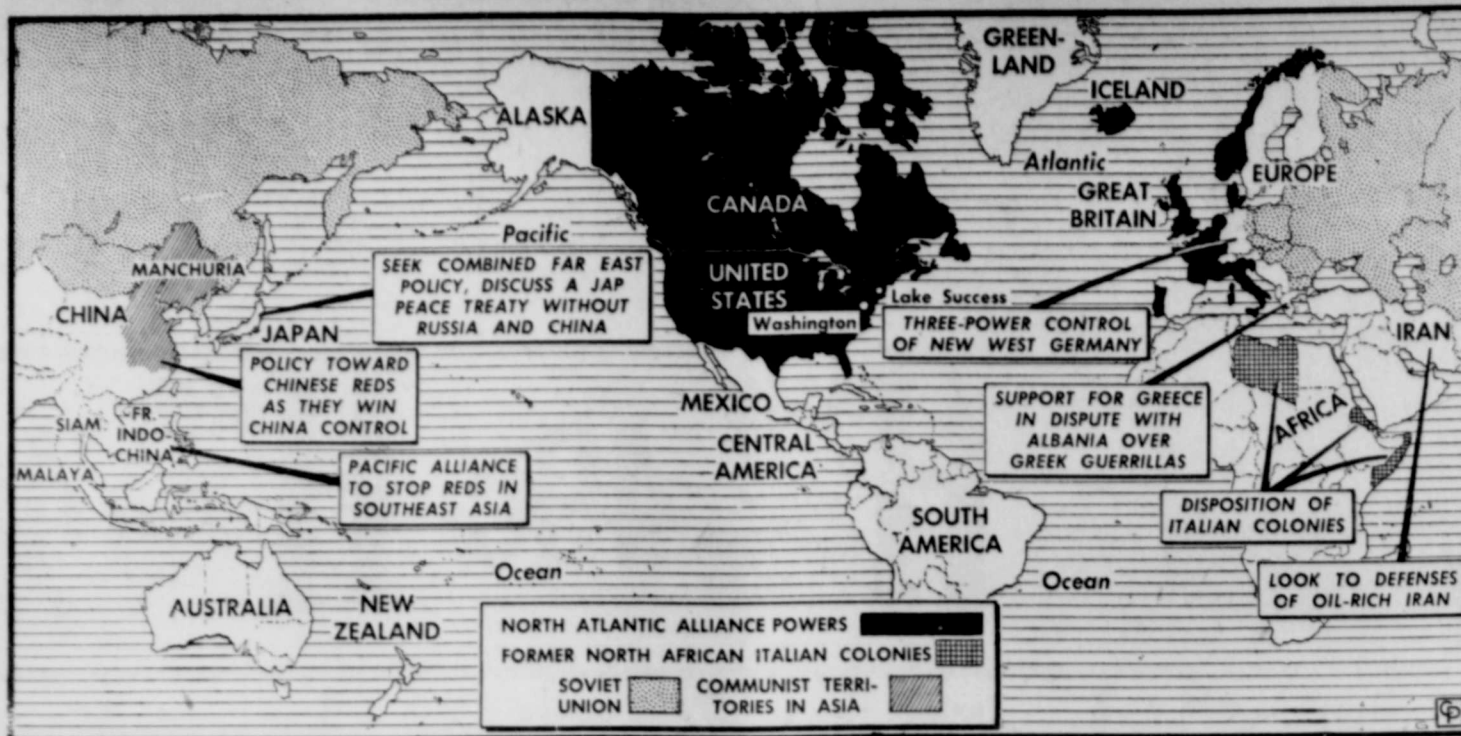 GREEN-
LAND
ICELAND
ALASKA
Atlantic
EUROPE
GREAT
BRITAIN
CANADA
Pacific
MANCHURIA
SEEK COMBINED FAR EAST
POLICY, DISCUSS A JAP
PEACE TREATY WITHOUT
RUSSIA AND CHINA
UNITED
STATES
Lake Success
Washington
THREE-POWER CONTROL
OF NEW WEST GERMANY
CHINA
JAPAN
IRAN
POLICY TOWARD
CHINESE REDS
AS THEY WIN
CHINA CONTROL
MEXICO
SUPPORT FOR GREECE
IN DISPUTE WITH
ALBANIA OVER
GREEK GUERRILLAS
AFRICA
SIAM
FR.
INDO-
CHINA
CENTRAL
AMERICA
MALAYA
PACIFIC ALLIANCE
TO STOP REDS IN
SOUTHEAST ASIA
DISPOSITION OF
ITALIAN COLONIES
SOUTH
AMERICA
Ocean
Ocean
LOOK TO DEFENSES
OF OIL-RICH IRAN
AUSTRALIA
NEW
ZEALAND
NORTH ATLANTIC ALLIANCE POWERS
FORMER NORTH AFRICAN ITALIAN COLONIES
SOVIET
UNION
COMMUNIST TERRI-
TORIES IN ASIA
CP